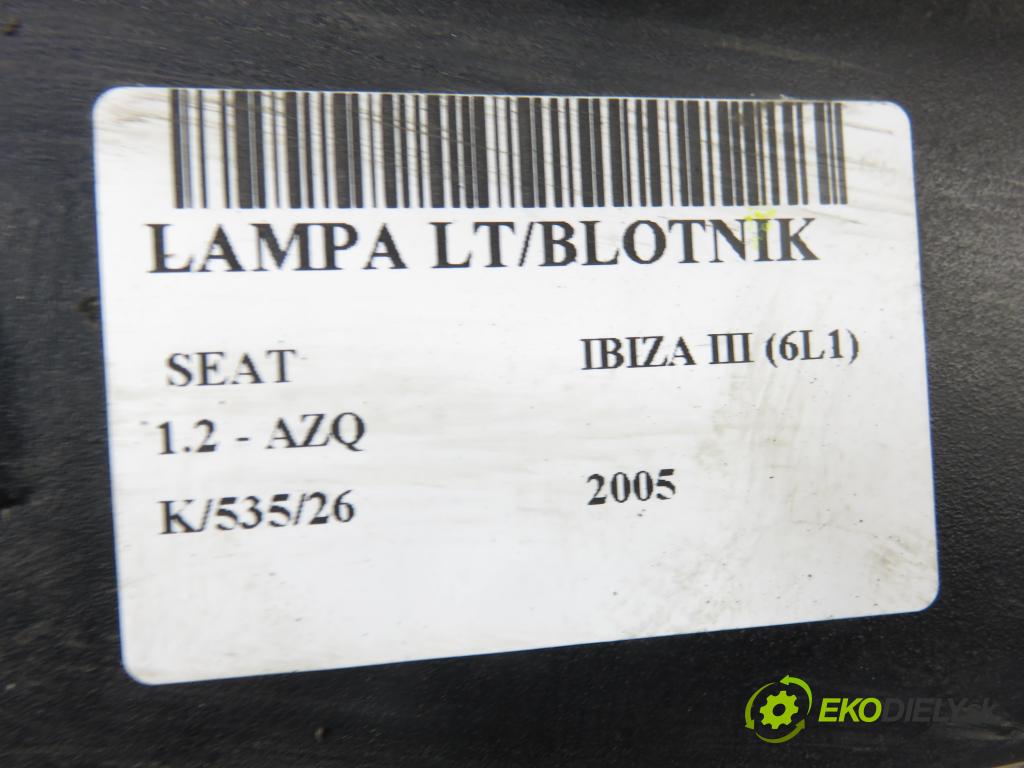 ŁAMPA LT/BLOTNIK
SEAT IBIZA III (6L1)
1.2 - AZQ
K/535/26 2005
EKODIELY.sk